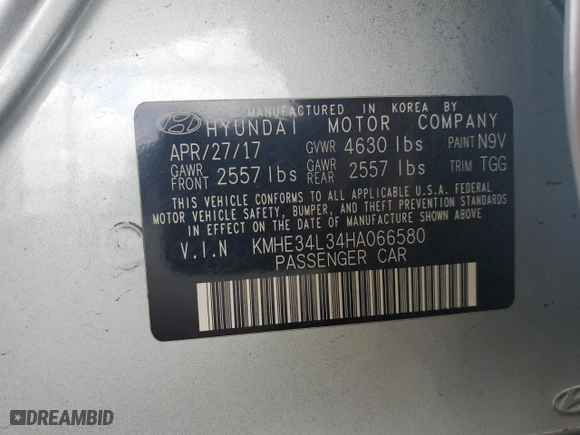 MANUFACTURED IN KOREA BY
HYUNDAI MOTOR COMPANY
APR/27/17 GVWR 4630 lbs PAINT N9V
GAWR FRONT 2557 lbs GAWR REAR 2557 lbs TRIM TGG
THIS VEHICLE CONFORMS TO ALL APPLICABLE U.S.A. FEDERAL
MOTOR VEHICLE SAFETY, BUMPER, AND THEFT PREVENTION STANDARDS
IN EFFECT ON THE DATE OF MANUFACTURE SHOWN ABOVE.
V.I.N KMHE34L34HA066580
PASSENGER CAR
DREAMBID